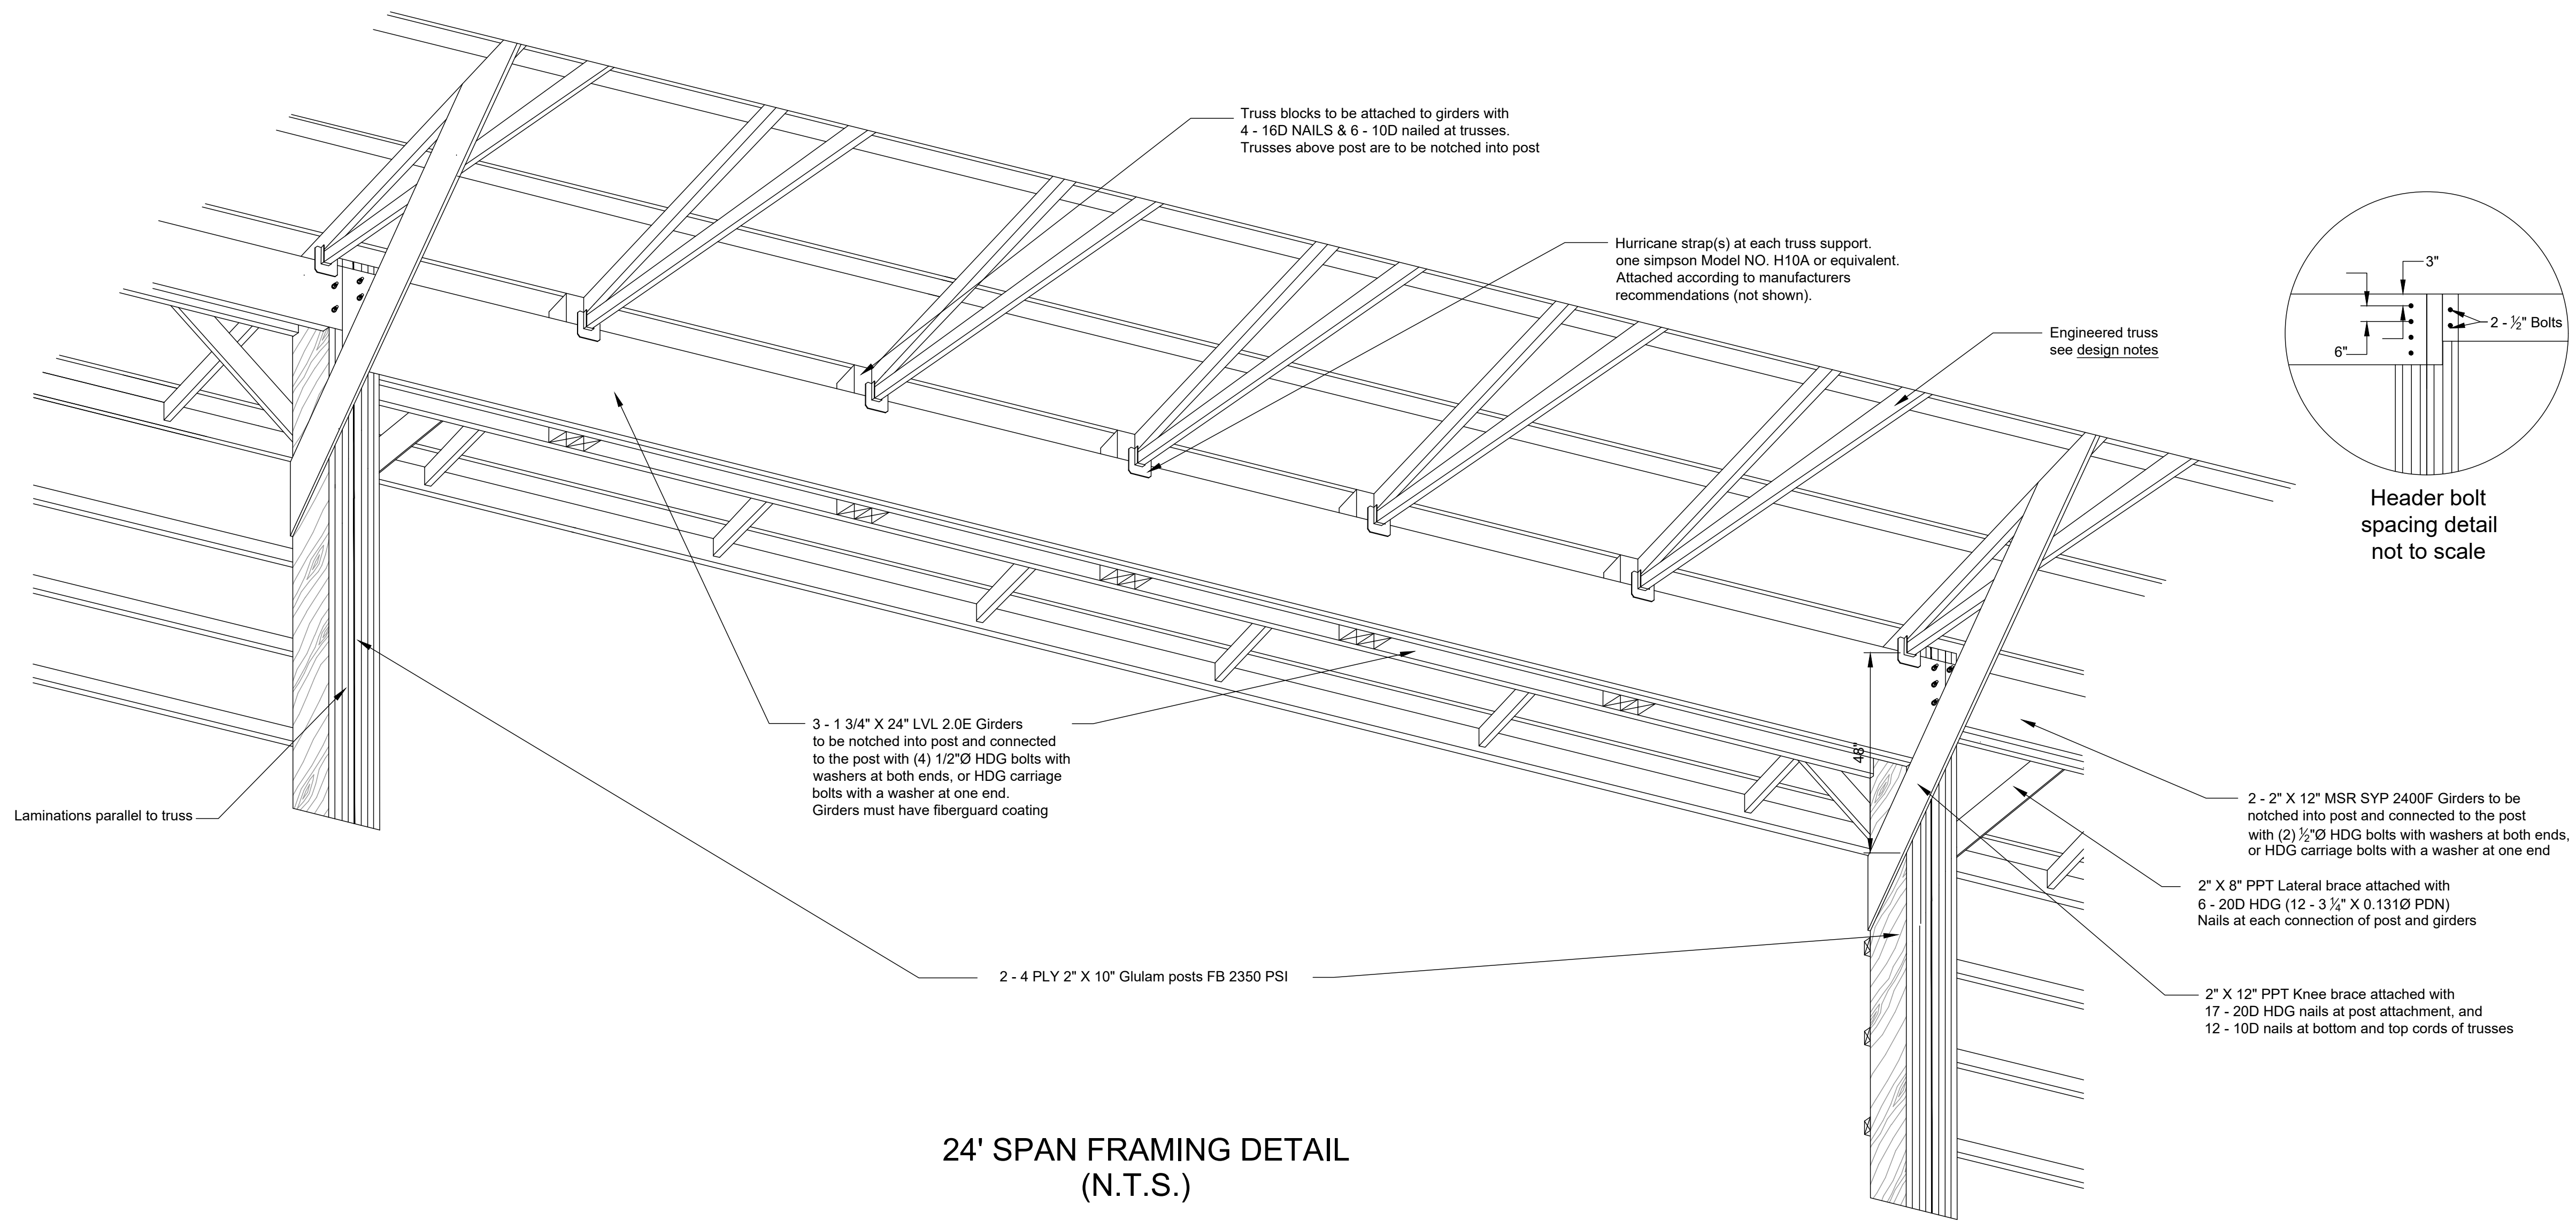 Truss blocks to be attached to girders with
4 - 16D NAILS & 6 - 10D nailed at trusses.
Trusses above post are to be notched into post
Hurricane strap(s) at each truss support.
one simpson Model NO. H10A or equivalent.
Attached according to manufacturers
recommendations (not shown).
Engineered truss
see design notes
3"
6"
2 - ½" Bolts
Header bolt
spacing detail
not to scale
48"
3 - 1 3/4" X 24" LVL 2.0E Girders
to be notched into post and connected
to the post with (4) 1/2"Ø HDG bolts with
washers at both ends, or HDG carriage
bolts with a washer at one end.
Girders must have fiberguard coating
Laminations parallel to truss
2 - 2" X 12" MSR SYP 2400F Girders to be
notched into post and connected to the post
with (2) ½"Ø HDG bolts with washers at both ends,
or HDG carriage bolts with a washer at one end
2" X 8" PPT Lateral brace attached with
6 - 20D HDG (12 - 3 ¼" X 0.131Ø PDN)
Nails at each connection of post and girders
2 - 4 PLY 2" X 10" Glulam posts FB 2350 PSI
2" X 12" PPT Knee brace attached with
17 - 20D HDG nails at post attachment, and
12 - 10D nails at bottom and top cords of trusses
24' SPAN FRAMING DETAIL
(N.T.S.)